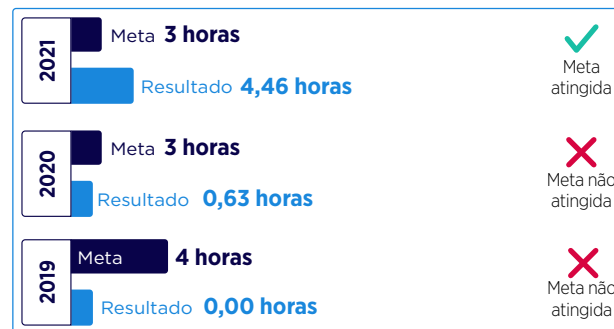 2021
Meta 3 horas
Resultado 4,46 horas
Meta
atingida
2020
Meta 3 horas
Resultado 0,63 horas
Meta não
atingida
2019
Meta 4 horas
Resultado 0,00 horas
Meta não
atingida